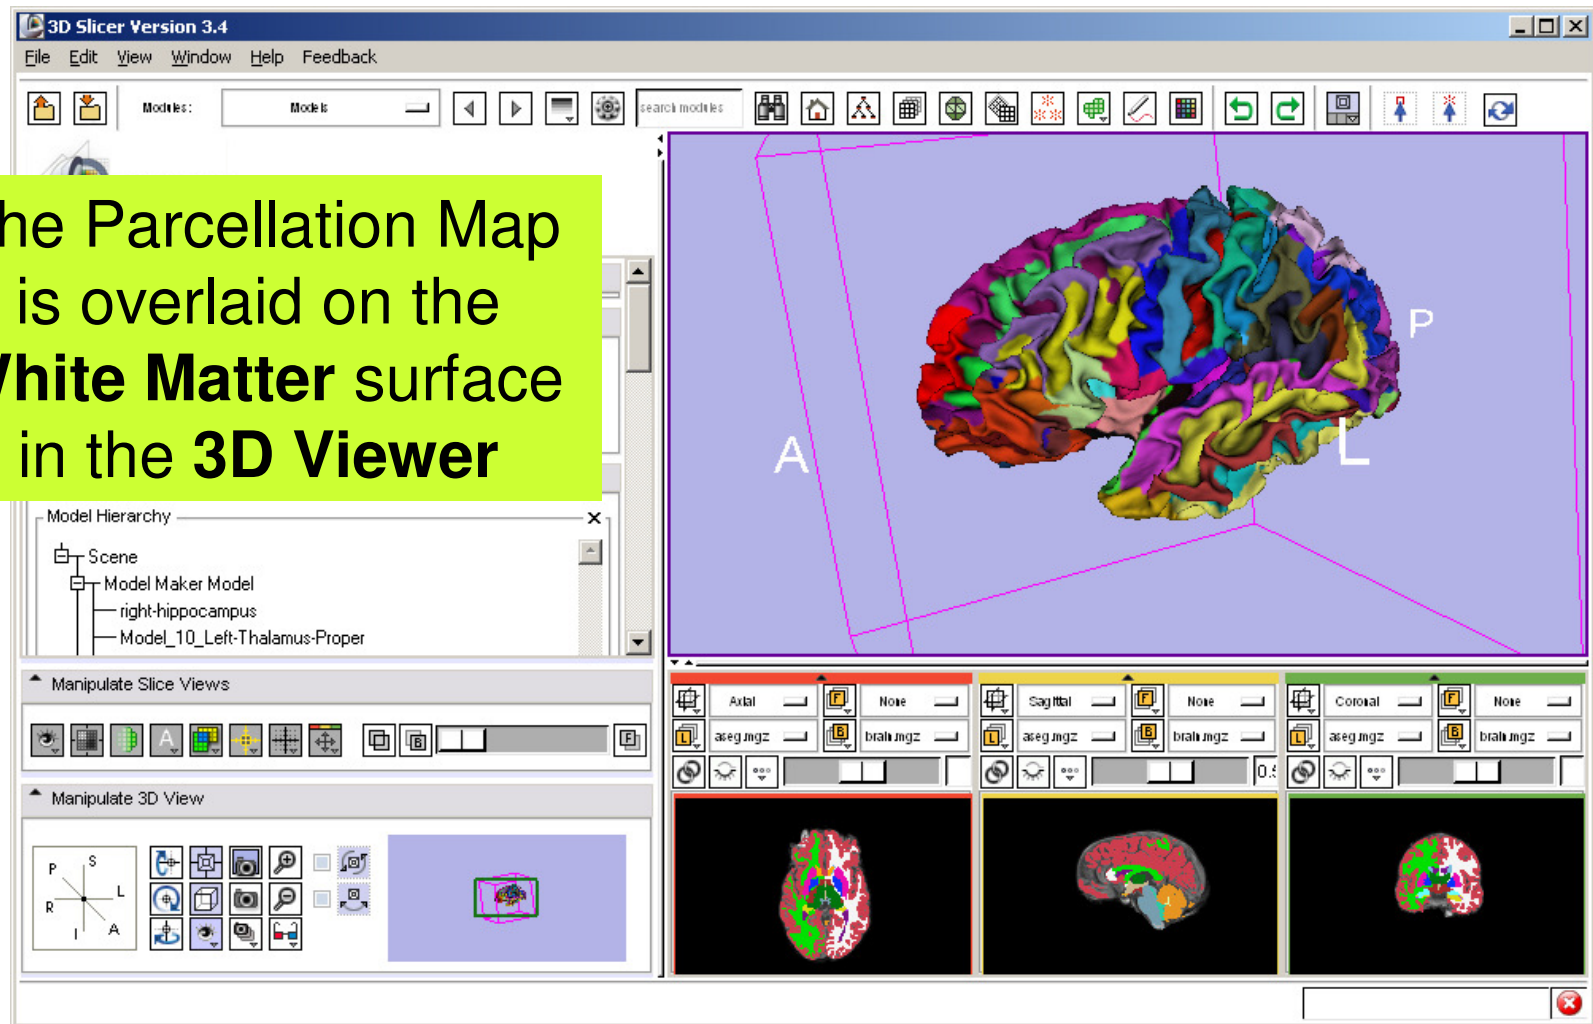 3D Slicer Version 3.4
File Edit View Window Help Feedback
Modules: Models search modules
he Parcellation Map
is overlaid on the
White Matter surface
in the 3D Viewer
A
P
L
Model Hierarchy
Scene
Model Maker Model
right-hippocampus
Model_10_Left-Thalamus-Proper
Manipulate Slice Views
A B F
Manipulate 3D View
P S L A I R
Axial F None
L aseg.mgz B brain.mgz
Sagittal F None
L aseg.mgz B brain.mgz
0.5
Coronal F None
L aseg.mgz B brain.mgz